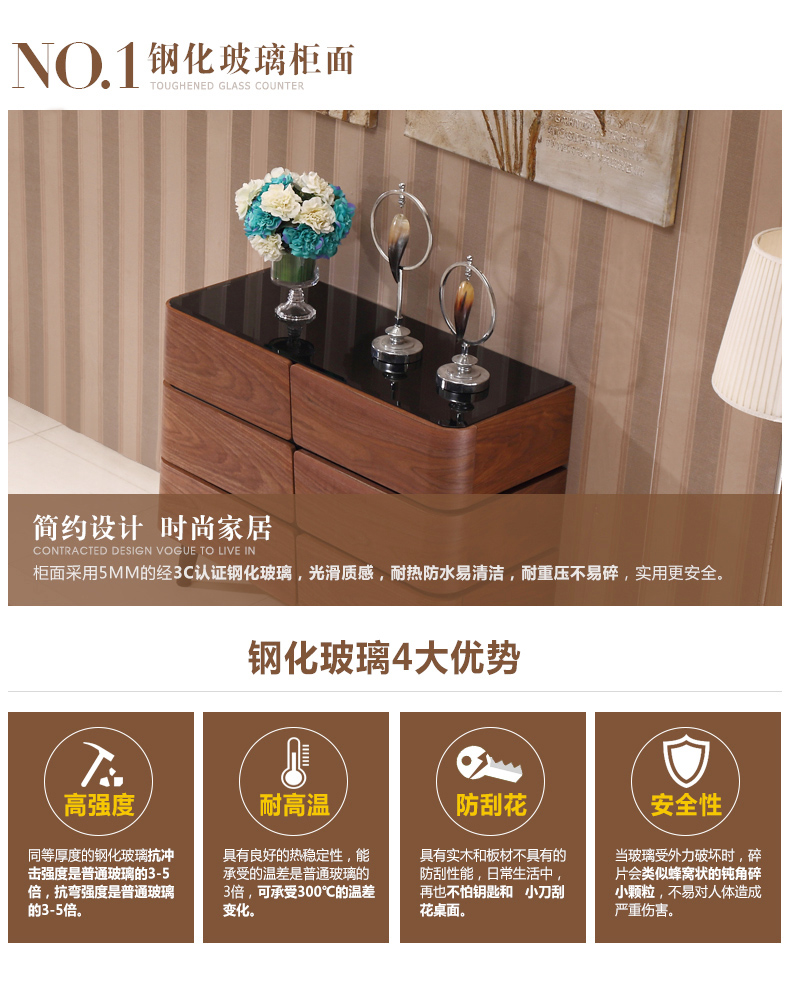 NO.1 钢化玻璃柜面
TOUGHENED GLASS COUNTER
简约设计 时尚家居
CONTRACTED DESIGN VOGUE TO LIVE IN
柜面采用5MM的经3C认证钢化玻璃，光滑质感，耐热防水易清洁，耐重压不易碎，实用更安全。
钢化玻璃4大优势
高强度
同等厚度的钢化玻璃抗冲
击强度是普通玻璃的3-5
倍，抗弯强度是普通玻璃
的3-5倍。
耐高温
具有良好的热稳定性，能
承受的温差是普通玻璃的
3倍，可承受300℃的温差
变化。
防刮花
具有实木和板材不具有的
防刮性能，日常生活中，
再也不怕钥匙和 小刀刮
花桌面。
安全性
当玻璃受外力破坏时，碎
片会类似蜂窝状的钝角碎
小颗粒，不易对人体造成
严重伤害。